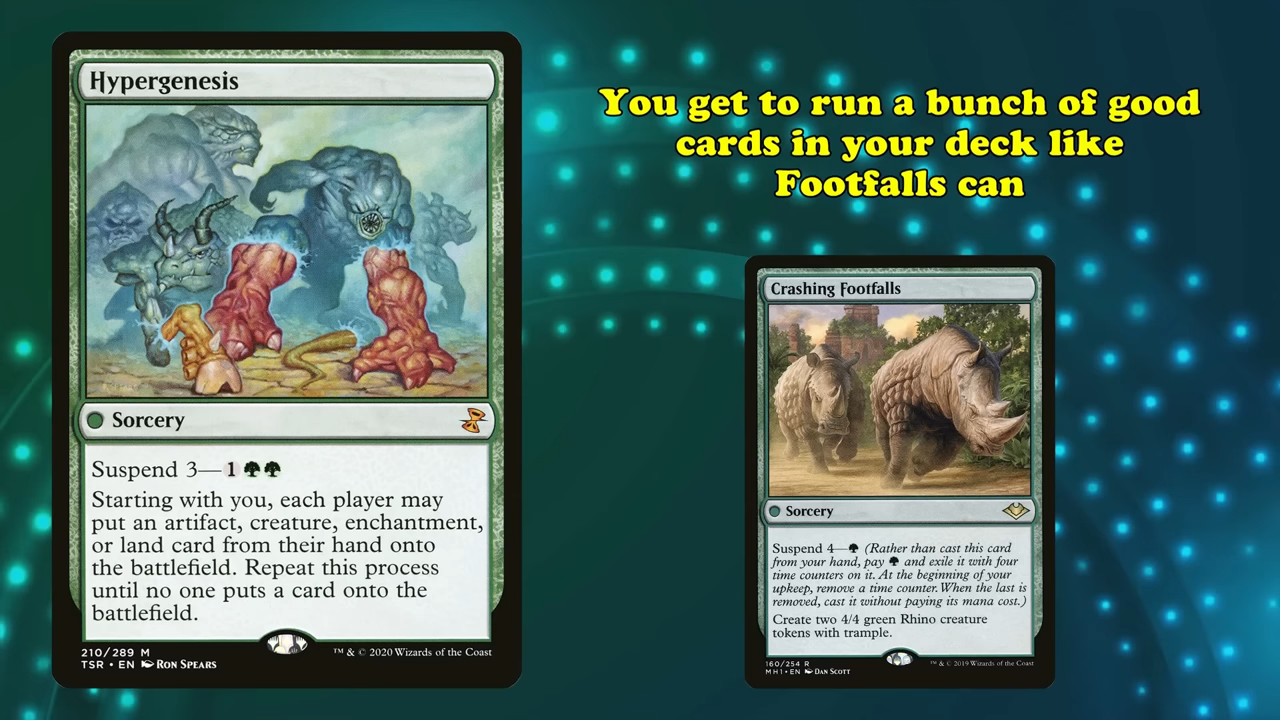 Hypergenesis
Sorcery
Suspend 3—1
Starting with you, each player may
put an artifact, creature, enchantment,
or land card from their hand onto
the battlefield. Repeat this process
until no one puts a card onto the
battlefield.
210/289 M
TSR • EN RON SPEARS
™ & © 2020 Wizards of the Coast
You get to run a bunch of good
cards in your deck like
Footfalls can
Crashing Footfalls
Sorcery
Suspend 4— (Rather than cast this card
from your hand, pay and exile it with four
time counters on it. At the beginning of your
upkeep, remove a time counter. When the last is
removed, cast it without paying its mana cost.)
Create two 4/4 green Rhino creature
tokens with trample.
160/254 R
MH1 • EN DAN SCOTT
™ & © 2019 Wizards of the Coast